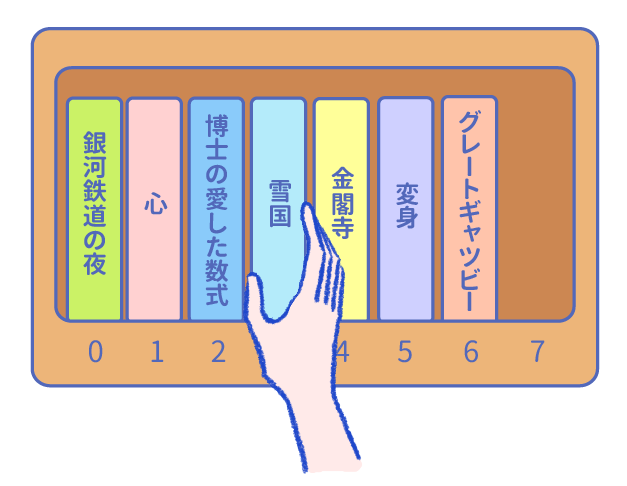 銀河鉄道の夜
心
博士の愛した数式
雪国
金閣寺
変身
グレートギャツビー
0 1 2 4 5 6 7